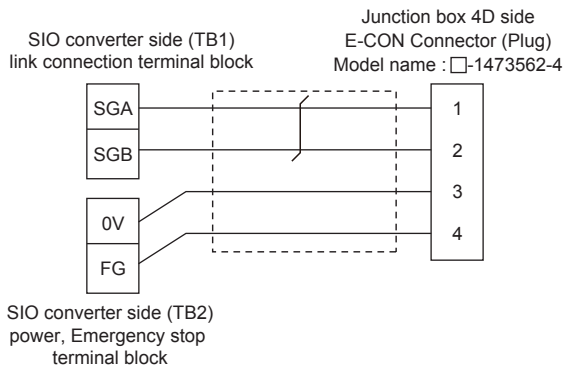 SIO converter side (TB1)
link connection terminal block
Junction box 4D side
E-CON Connector (Plug)
Model name : □-1473562-4
SGA
SGB
0V
FG
1
2
3
4
SIO converter side (TB2)
power, Emergency stop
terminal block